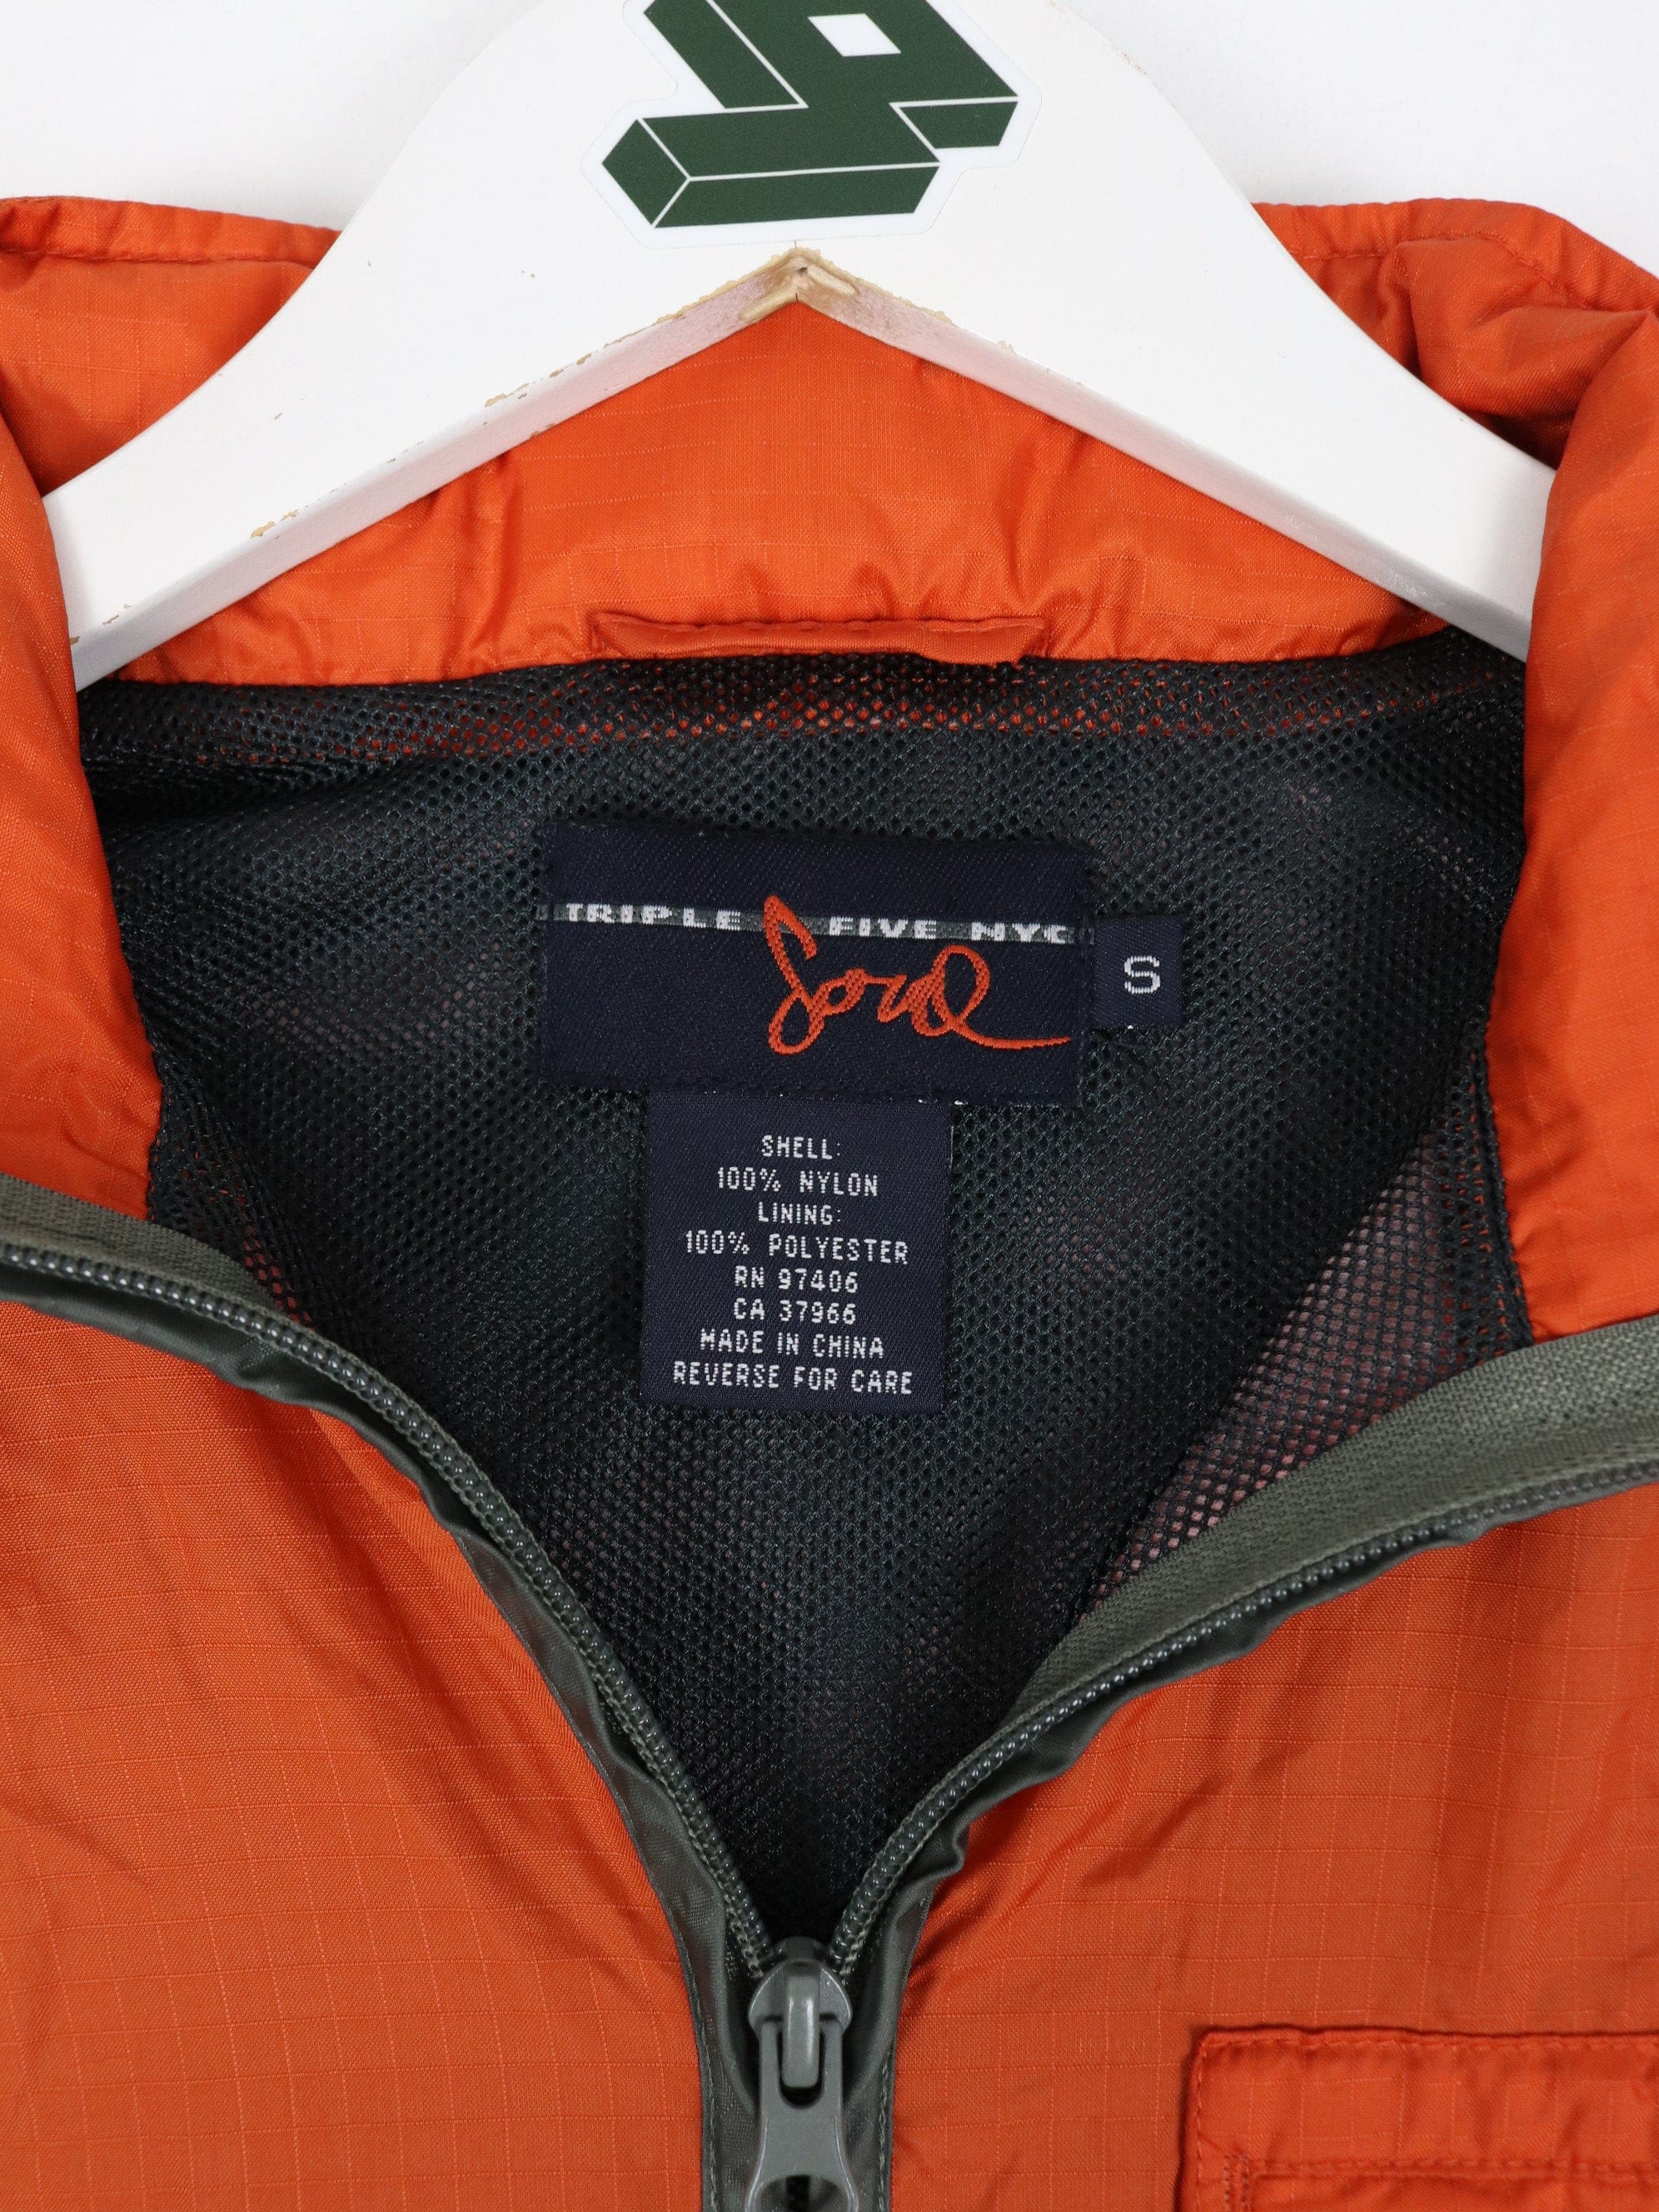 TRIPLE FIVE NYC
Soul
S
SHELL:
100% NYLON
LINING:
100% POLYESTER
RN 97406
CA 37966
MADE IN CHINA
REVERSE FOR CARE